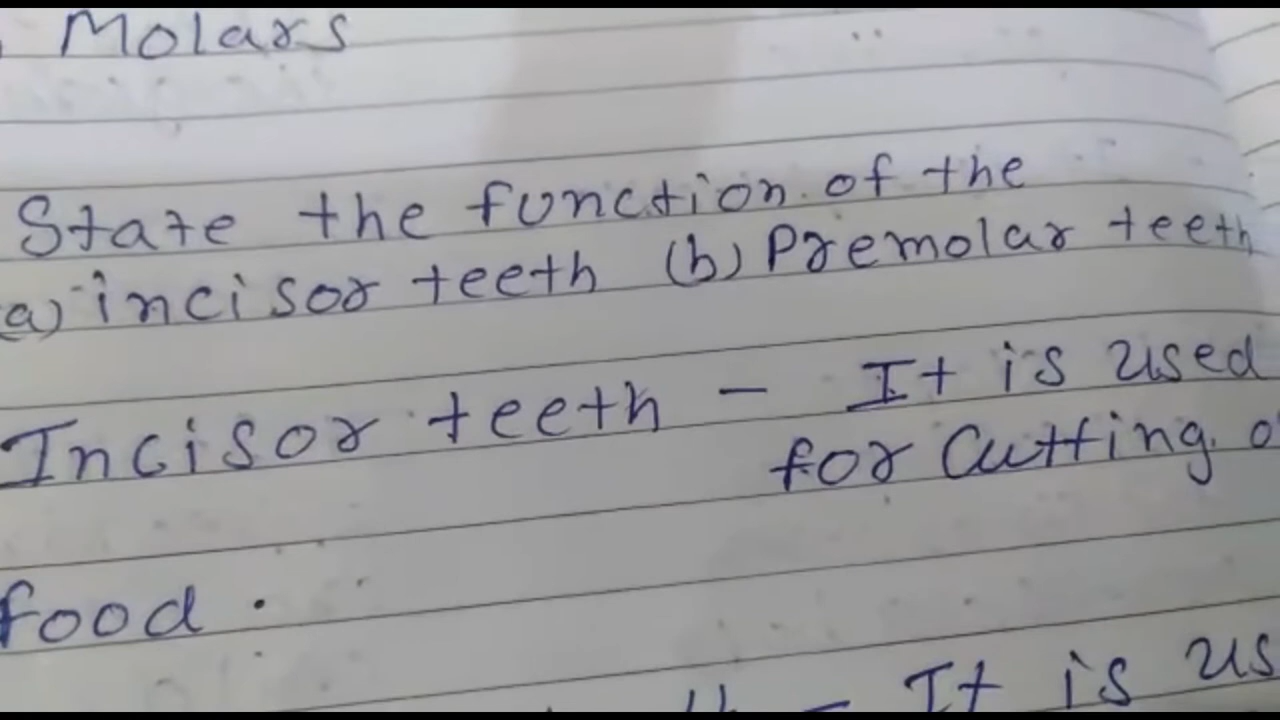 Molars
State the function of the
a) incisor teeth (b) Premolar teeth
Incisor teeth - It is used
for Cutting
food.
- It is